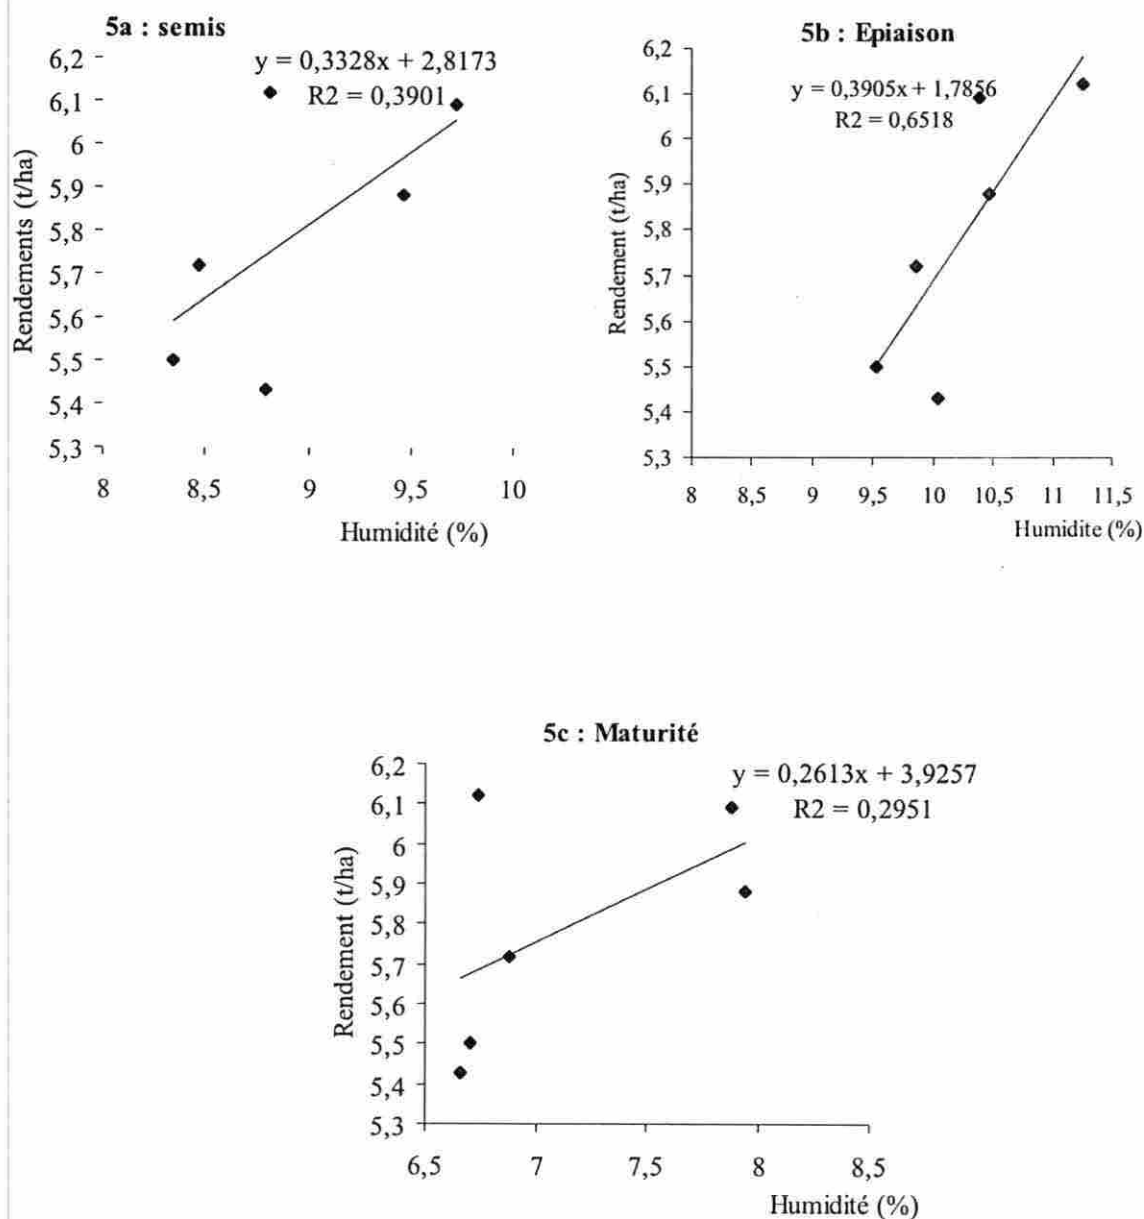 5a : semis
y = 0,3328x + 2,8173
R2 = 0,3901
6,2
6,1
6
5,9
5,8
5,7
5,6
5,5
5,4
5,3
Rendements (t/ha)
8 8,5 9 9,5 10
Humidité (%)
5b : Epiaison
y = 0,3905x + 1,7856
R2 = 0,6518
6,2
6,1
6
5,9
5,8
5,7
5,6
5,5
5,4
5,3
Rendement (t/ha)
8 8,5 9 9,5 10 10,5 11 11,5
Humidite (%)
5c : Maturité
y = 0,2613x + 3,9257
R2 = 0,2951
6,2
6,1
6
5,9
5,8
5,7
5,6
5,5
5,4
5,3
Rendement (t/ha)
6,5 7 7,5 8 8,5
Humidité (%)